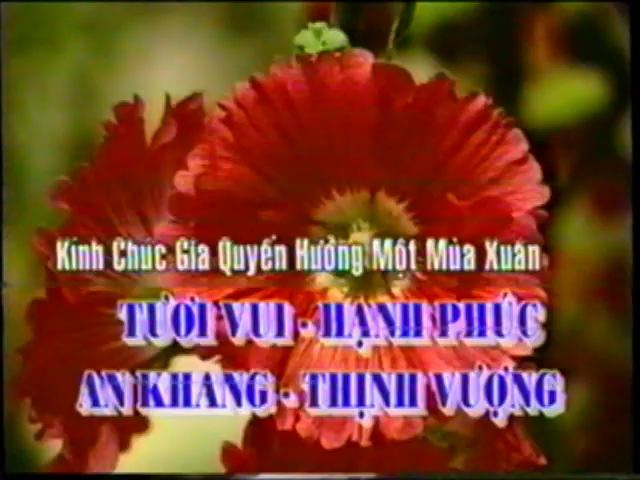 Kính Chúc Gia Quyến Hưởng Một Mùa Xuân
TƯƠI VUI - HẠNH PHÚC
AN KHANG - THỊNH VƯỢNG